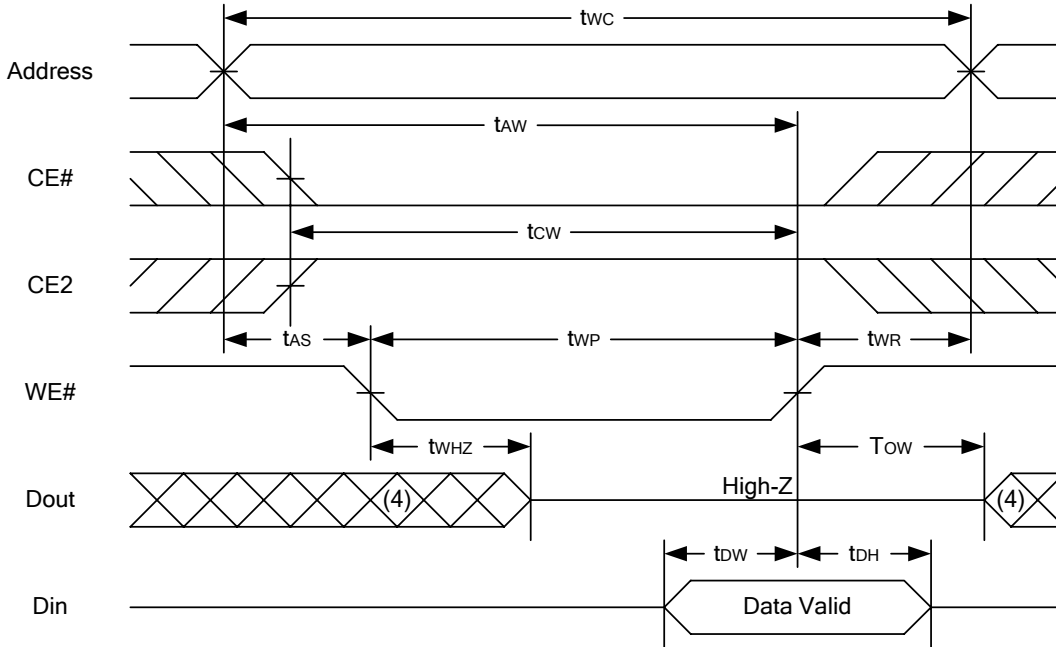 tWC
Address
tAW
CE#
tCW
CE2
tAS
tWP
tWR
WE#
tWHZ
TOW
Dout
(4)
High-Z
(4)
tDW
tDH
Din
Data Valid